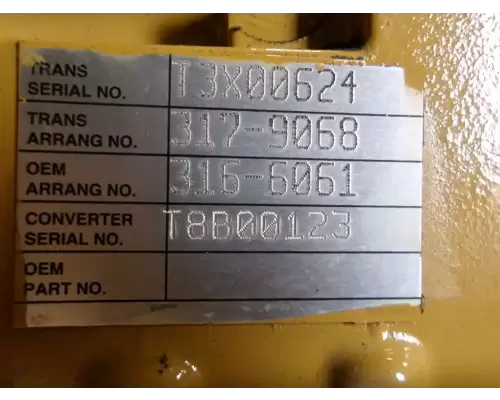 TRANS T3X00624
SERIAL NO.
TRANS 317-9068
ARRANG NO.
OEM 316-6061
ARRANG NO.
CONVERTER T8B00123
SERIAL NO.
OEM
PART NO.